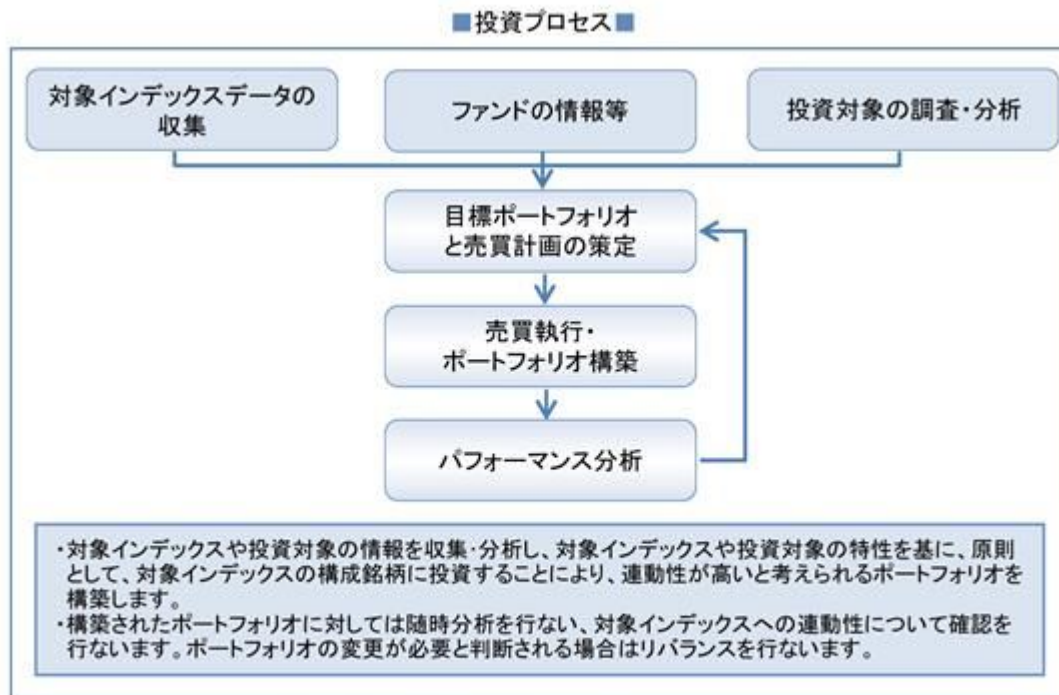 ■投資プロセス■
対象インデックスデータの
収集
ファンドの情報等
投資対象の調査・分析
目標ポートフォリオ
と売買計画の策定
売買執行・
ポートフォリオ構築
パフォーマンス分析
・対象インデックスや投資対象の情報を収集・分析し、対象インデックスや投資対象の特性を基に、原則
として、対象インデックスの構成銘柄に投資することにより、連動性が高いと考えられるポートフォリオを
構築します。
・構築されたポートフォリオに対しては随時分析を行ない、対象インデックスへの連動性について確認を
行ないます。ポートフォリオの変更が必要と判断される場合はリバランスを行ないます。